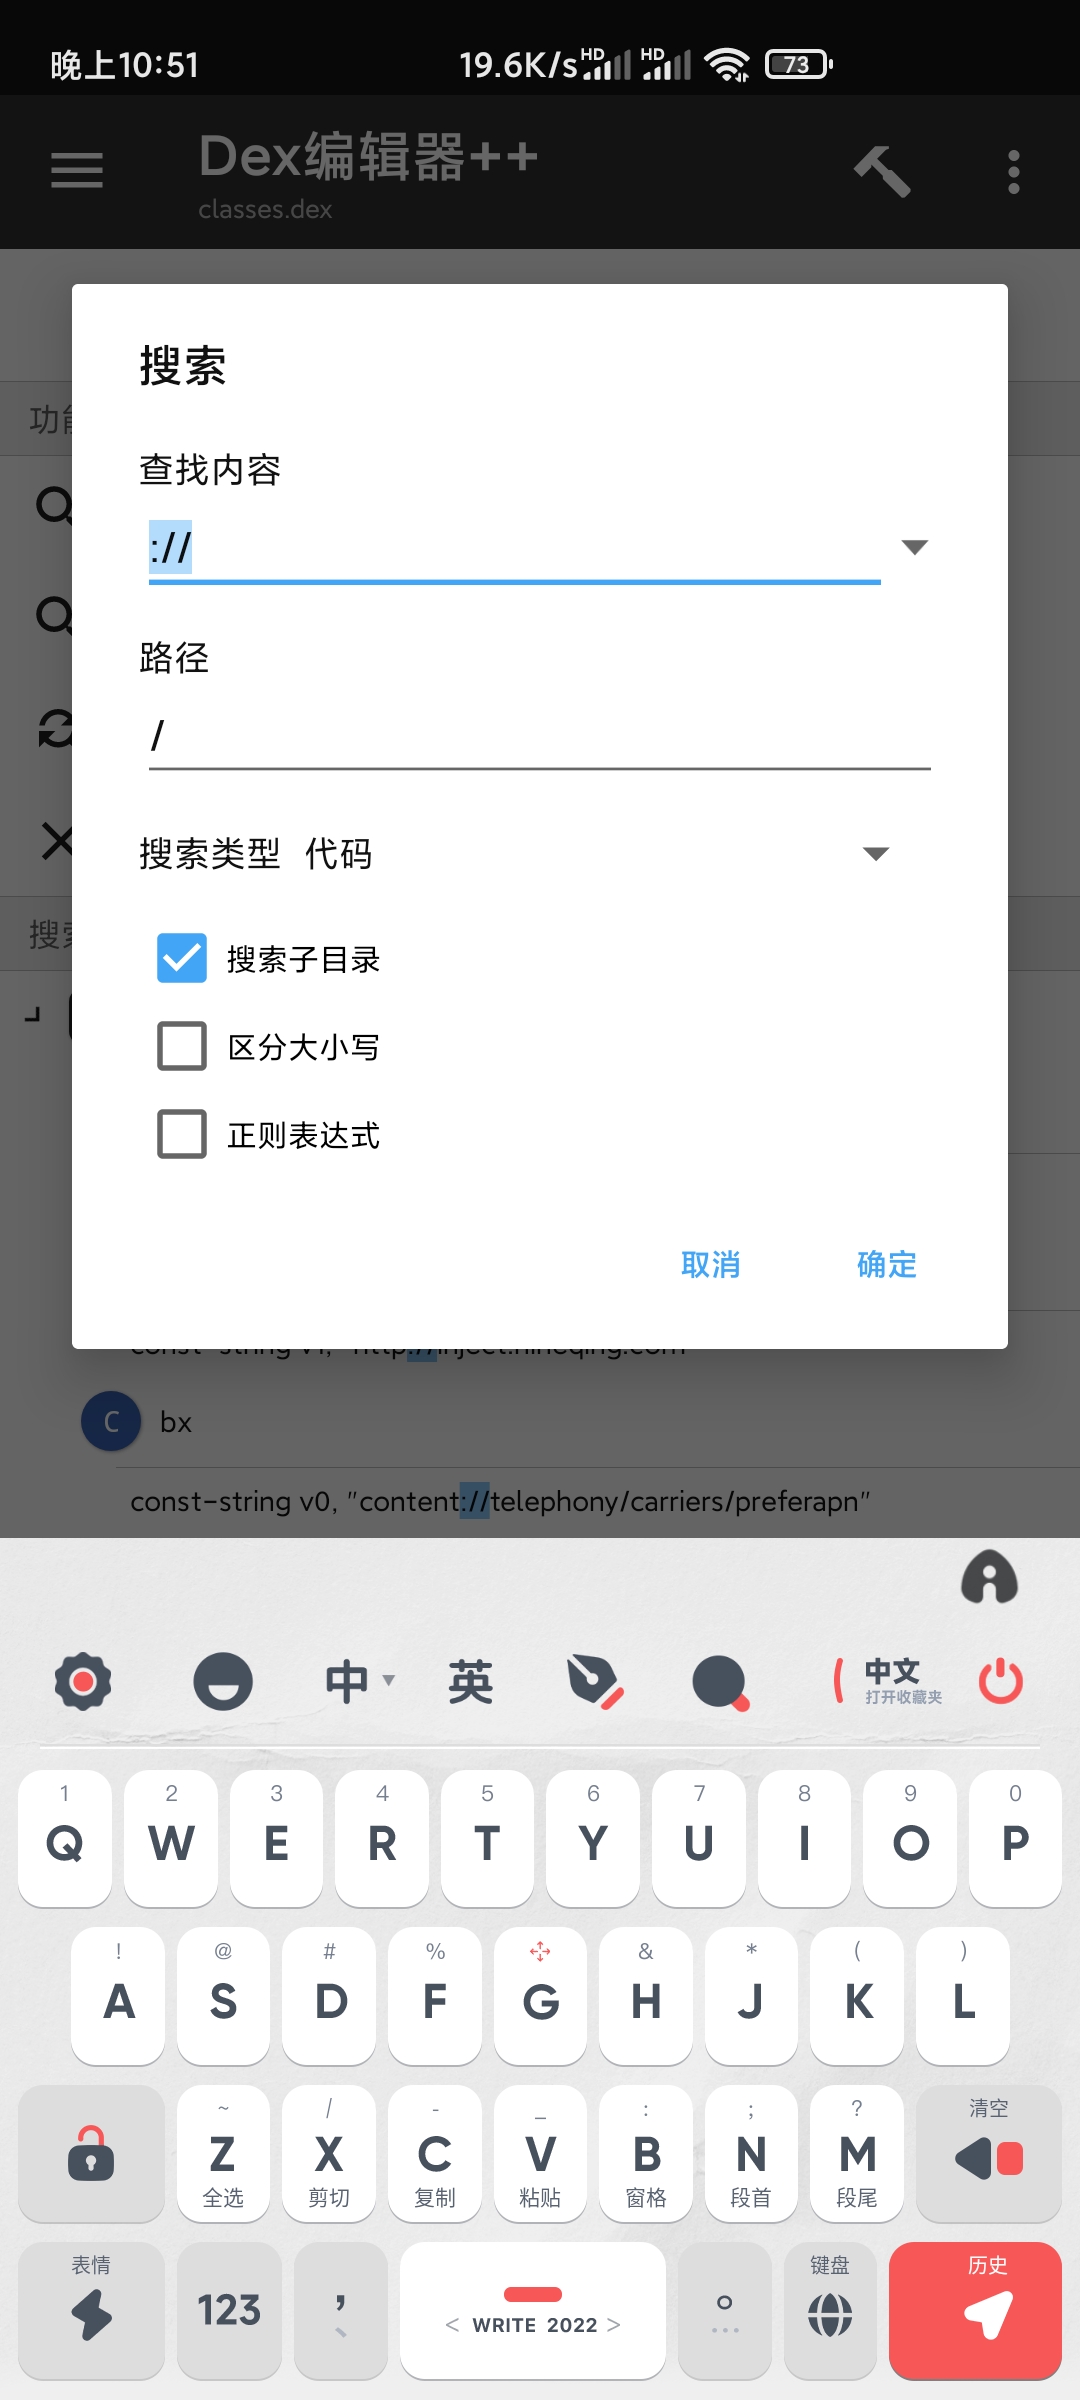 晚上10:51 19.6K/s HD HD 73
Dex编辑器++
classes.dex
搜索
功能
查找内容
://
路径
/
搜索类型 代码
搜索
搜索子目录
区分大小写
正则表达式
取消 确定
const-string v1, "http://inject.nineqing.com"
C bx
const-string v0, "content://telephony/carriers/preferapn"
中 英 中文
打开收藏夹
1 2 3 4 5 6 7 8 9 0
Q W E R T Y U I O P
! @ # % & * ( )
A S D F G H J K L
~ / - _ : ; ? 清空
Z X C V B N M
全选 剪切 复制 粘贴 窗格 段首 段尾
表情 键盘 历史
123 , 。
< WRITE 2022 > ...